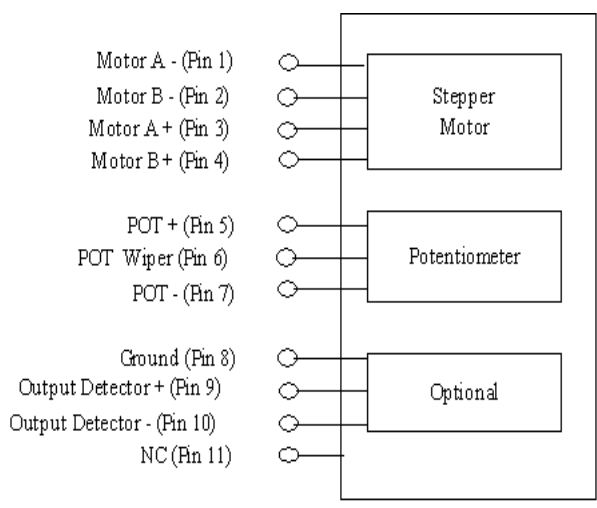 Motor A - (Pin 1)
Motor B - (Pin 2)
Motor A + (Pin 3)
Motor B + (Pin 4)
Stepper
Motor
POT + (Pin 5)
POT Wiper (Pin 6)
POT - (Pin 7)
Potentiometer
Ground (Pin 8)
Output Detector + (Pin 9)
Output Detector - (Pin 10)
NC (Pin 11)
Optional